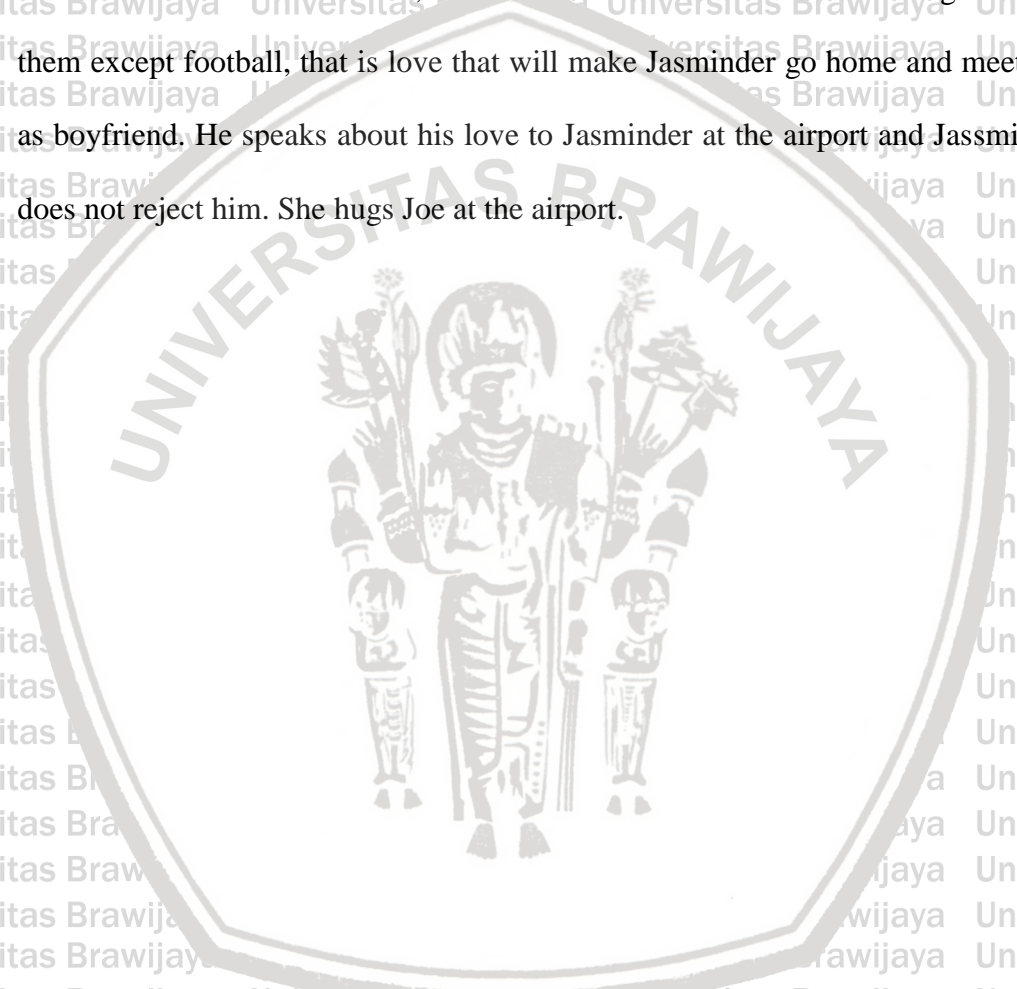 them except football, that is love that will make Jasminder go home and meet
as boyfriend. He speaks about his love to Jasminder at the airport and Jassmi
does not reject him. She hugs Joe at the airport.
UNIVERSITAS BRAWIJAYA